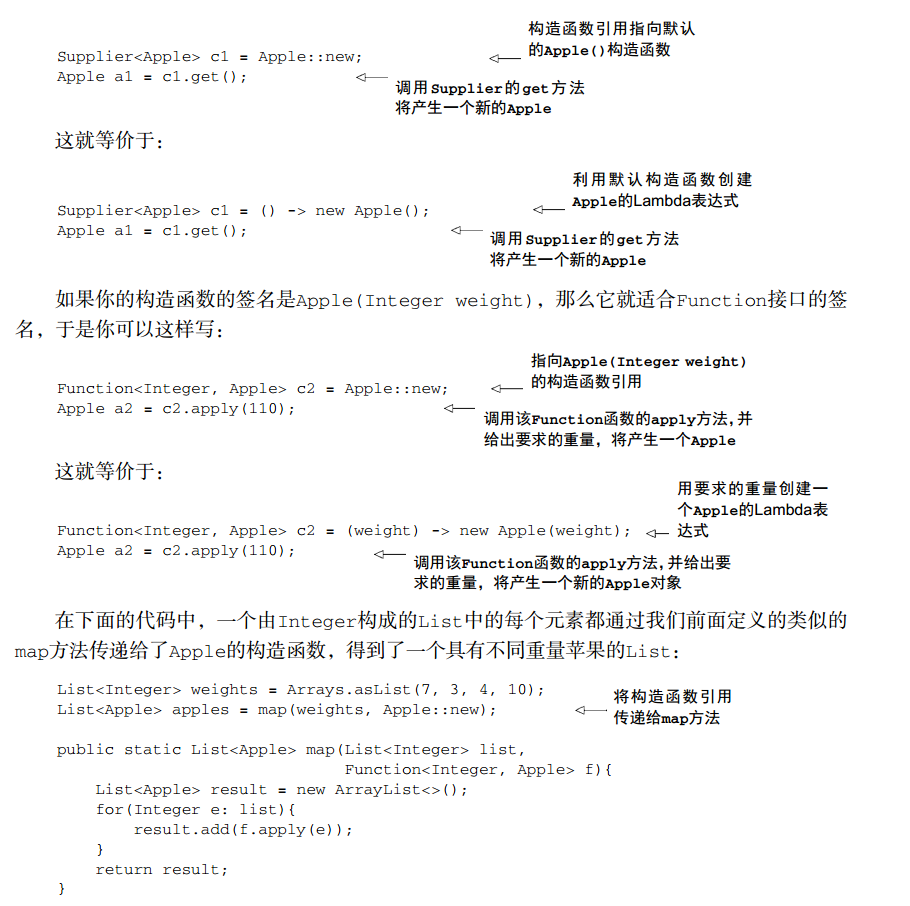 构造函数引用指向默认
的Apple()构造函数
Supplier<Apple> c1 = Apple::new;
Apple a1 = c1.get();
调用Supplier的get方法
将产生一个新的Apple
这就等价于：
利用默认构造函数创建
Apple的Lambda表达式
Supplier<Apple> c1 = () -> new Apple();
Apple a1 = c1.get();
调用Supplier的get方法
将产生一个新的Apple
如果你的构造函数的签名是Apple(Integer weight)，那么它就适合Function接口的签
名，于是你可以这样写：
指向Apple(Integer weight)
的构造函数引用
Function<Integer, Apple> c2 = Apple::new;
Apple a2 = c2.apply(110);
调用该Function函数的apply方法，并
给出要求的重量，将产生一个Apple
这就等价于：
用要求的重量创建一
个Apple的Lambda表
达式
Function<Integer, Apple> c2 = (weight) -> new Apple(weight);
Apple a2 = c2.apply(110);
调用该Function函数的apply方法，并给出要
求的重量，将产生一个新的Apple对象
在下面的代码中，一个由Integer构成的List中的每个元素都通过我们前面定义的类似的
map方法传递给了Apple的构造函数，得到了一个具有不同重量苹果的List：
List<Integer> weights = Arrays.asList(7, 3, 4, 10);
List<Apple> apples = map(weights, Apple::new);
将构造函数引用
传递给map方法
public static List<Apple> map(List<Integer> list,
Function<Integer, Apple> f){
List<Apple> result = new ArrayList<>();
for(Integer e: list){
result.add(f.apply(e));
}
return result;
}